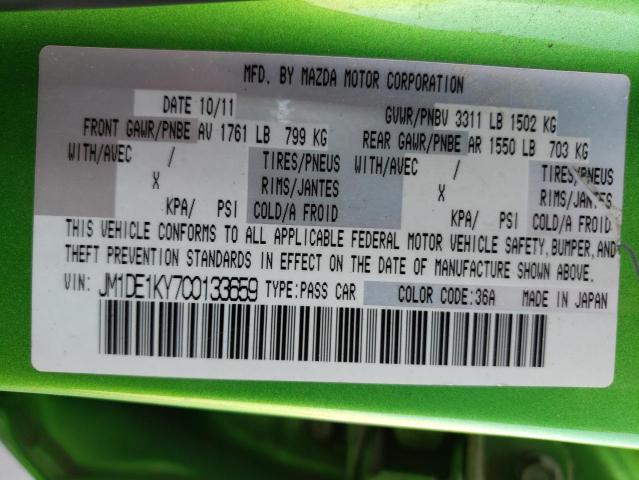 MFD. BY MAZDA MOTOR CORPORATION
DATE 10/11 GVWR/PNBV 3311 LB 1502 KG
FRONT GAWR/PNBE AV 1761 LB 799 KG REAR GAWR/PNBE AR 1550 LB 703 KG
WITH/AVEC / TIRES/PNEUS WITH/AVEC / TIRES/PNEUS
X RIMS/JANTES X RIMS/JANTES
KPA/ PSI COLD/A FROID KPA/ PSI COLD/A FROID
THIS VEHICLE CONFORMS TO ALL APPLICABLE FEDERAL MOTOR VEHICLE SAFETY, BUMPER, AND
THEFT PREVENTION STANDARDS IN EFFECT ON THE DATE OF MANUFACTURE SHOWN ABOVE.
VIN: JM1DE1KY7C0133659 TYPE:PASS CAR COLOR CODE:36A MADE IN JAPAN